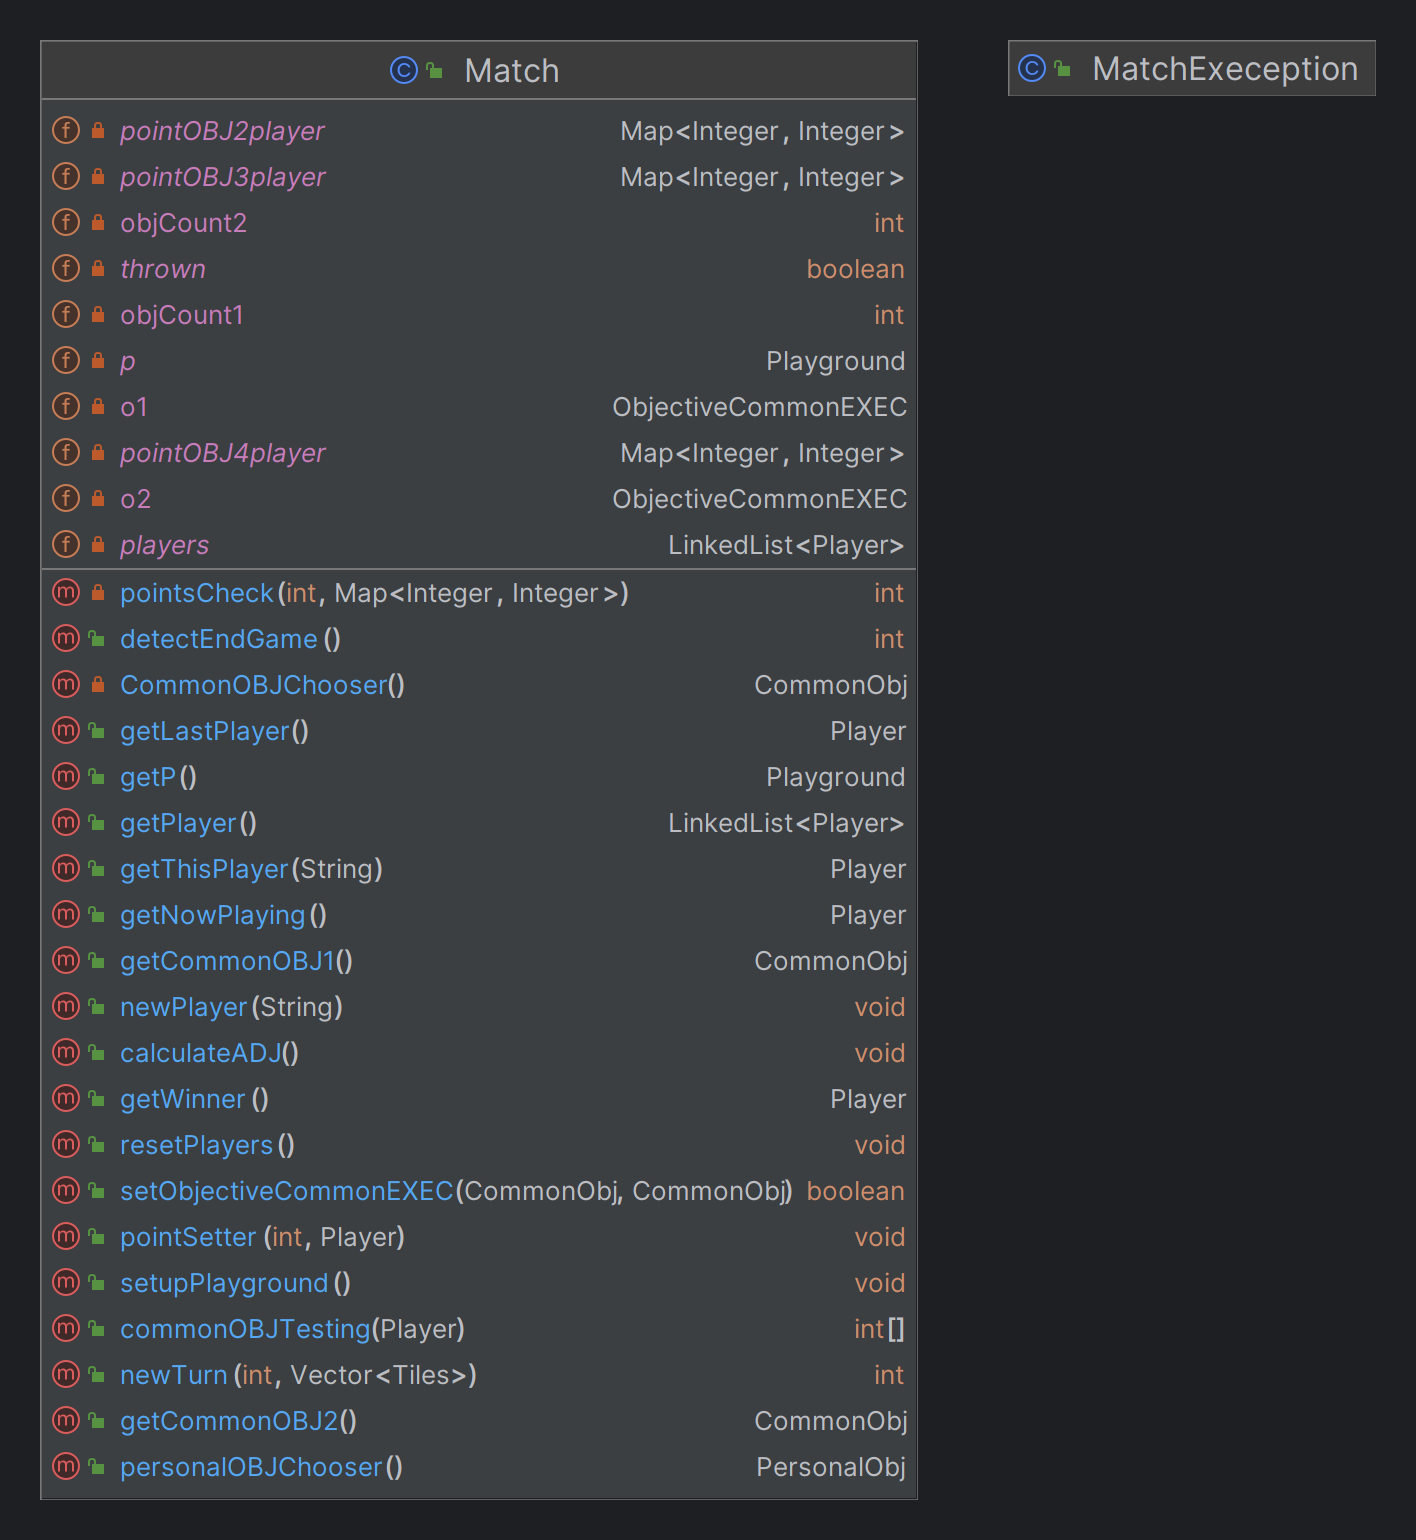 Match
pointOBJ2player Map<Integer, Integer>
pointOBJ3player Map<Integer, Integer>
objCount2 int
thrown boolean
objCount1 int
p Playground
o1 ObjectiveCommonEXEC
pointOBJ4player Map<Integer, Integer>
o2 ObjectiveCommonEXEC
players LinkedList<Player>
pointsCheck(int, Map<Integer, Integer>) int
detectEndGame() int
CommonOBJChooser() CommonObj
getLastPlayer() Player
getP() Playground
getPlayer() LinkedList<Player>
getThisPlayer(String) Player
getNowPlaying() Player
getCommonOBJ1() CommonObj
newPlayer(String) void
calculateADJ() void
getWinner() Player
resetPlayers() void
setObjectiveCommonEXEC(CommonObj, CommonObj) boolean
pointSetter(int, Player) void
setupPlayground() void
commonOBJTesting(Player) int[]
newTurn(int, Vector<Tiles>) int
getCommonOBJ2() CommonObj
personalOBJChooser() PersonalObj
MatchExeception